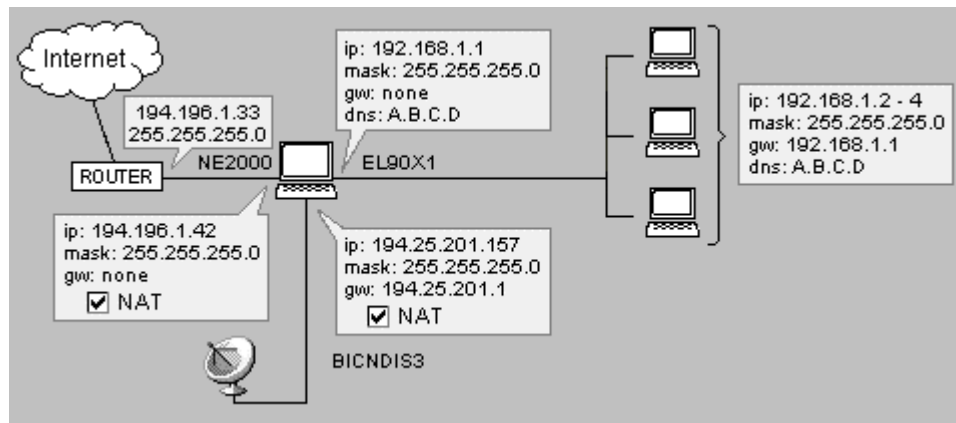 Internet
194.196.1.33
255.255.255.0
ROUTER
NE2000
ip: 192.168.1.1
mask: 255.255.255.0
gw: none
dns: A.B.C.D
EL90X1
ip: 192.168.1.2 - 4
mask: 255.255.255.0
gw: 192.168.1.1
dns: A.B.C.D
ip: 194.196.1.42
mask: 255.255.255.0
gw: none
NAT
ip: 194.25.201.157
mask: 255.255.255.0
gw: 194.25.201.1
NAT
BICNDIS3